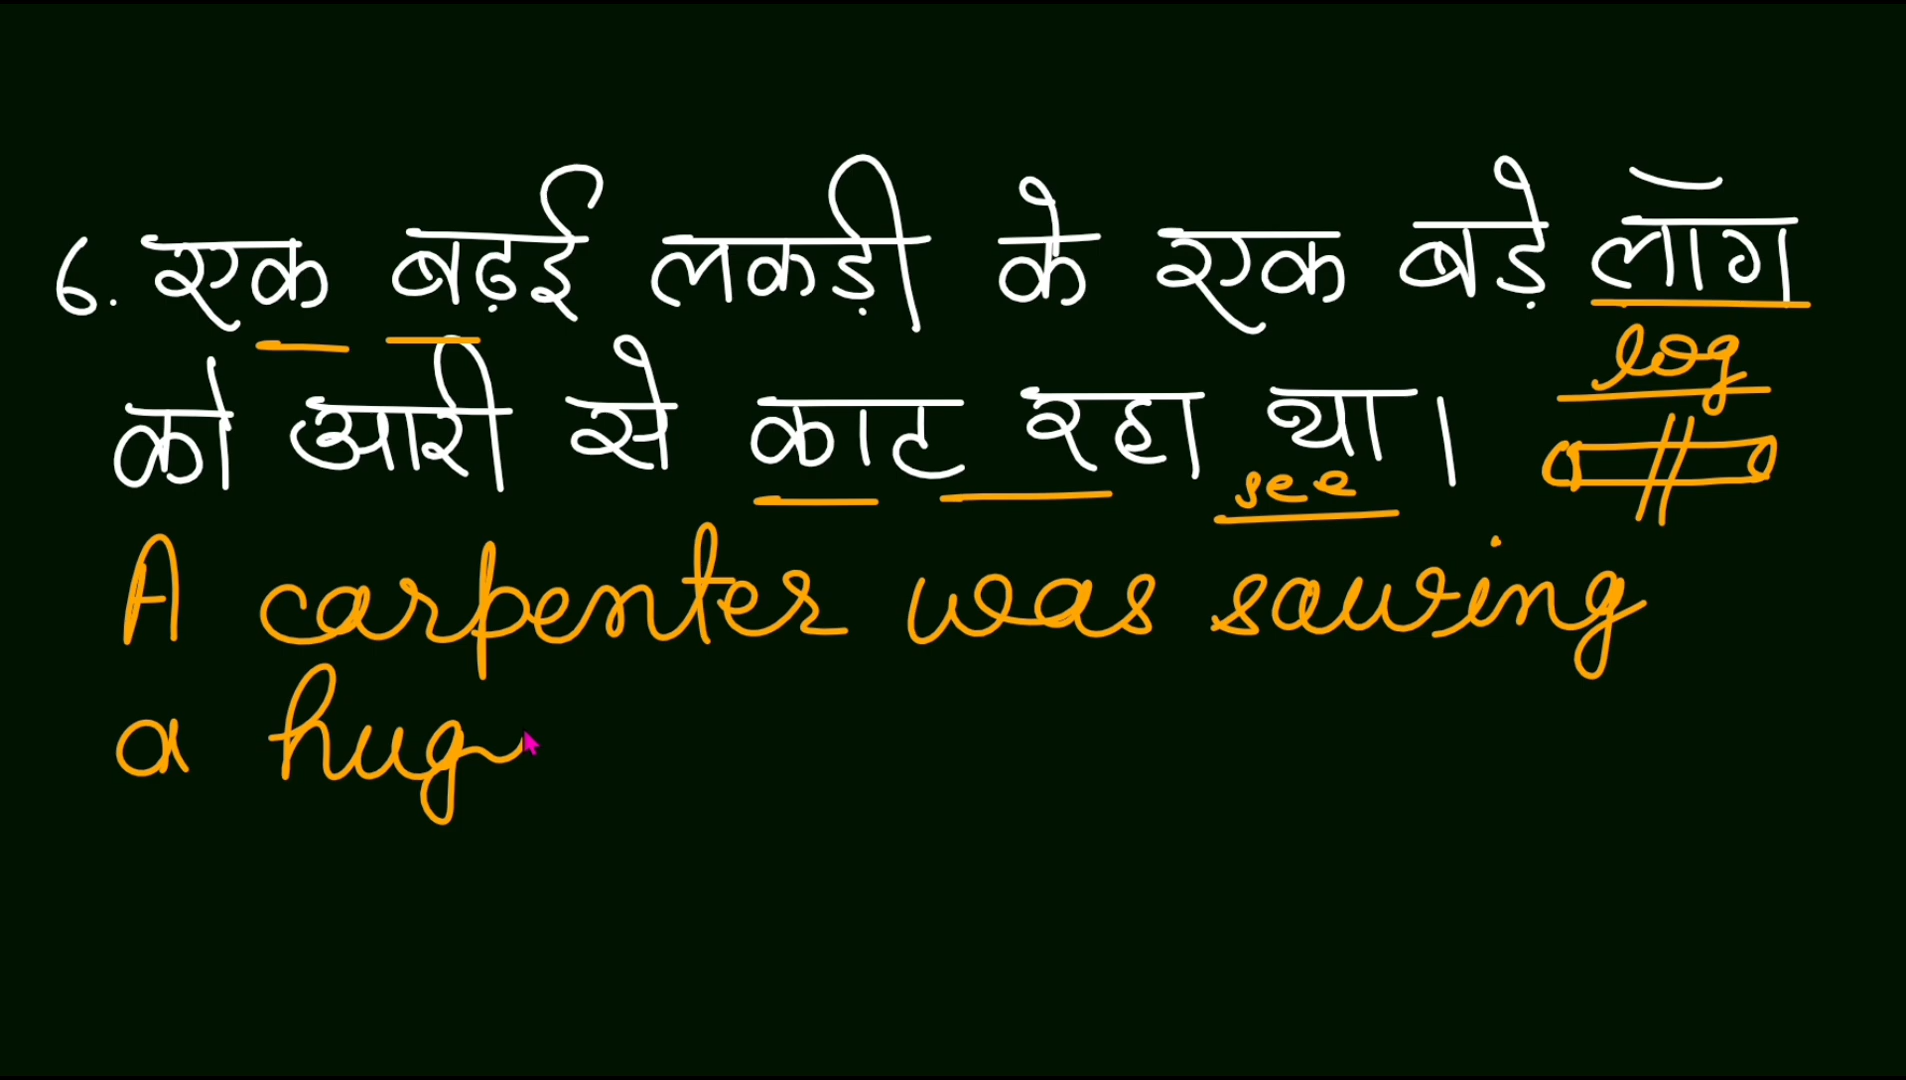 6. एक बढ़ई लकड़ी के एक बड़े लॉग
log
को आरी से काट रहा था।
see
A carpenter was sawing
a hug